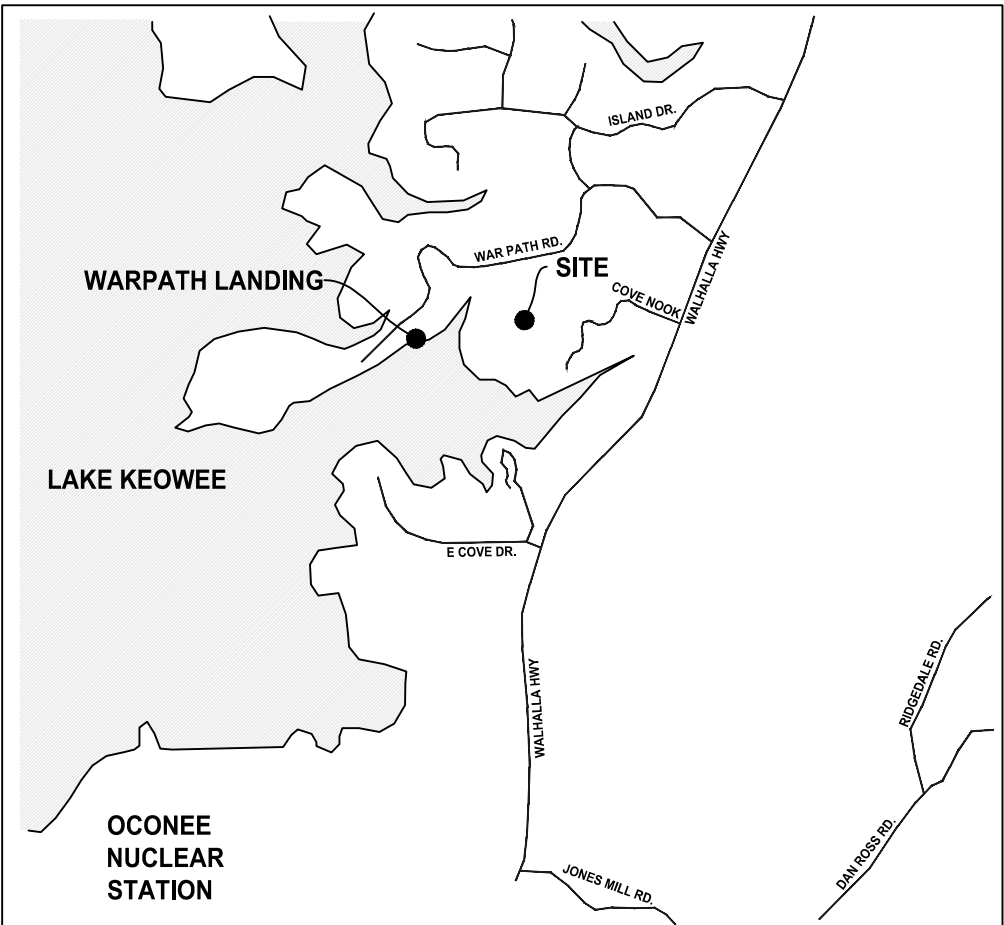 ISLAND DR.
WAR PATH RD.
SITE
WARPATH LANDING
COVE NOOK
WALHALLA HWY
LAKE KEOWEE
E COVE DR.
WALHALLA HWY
RIDGEDALE RD.
OCONEE
NUCLEAR
STATION
JONES MILL RD.
DAN ROSS RD.